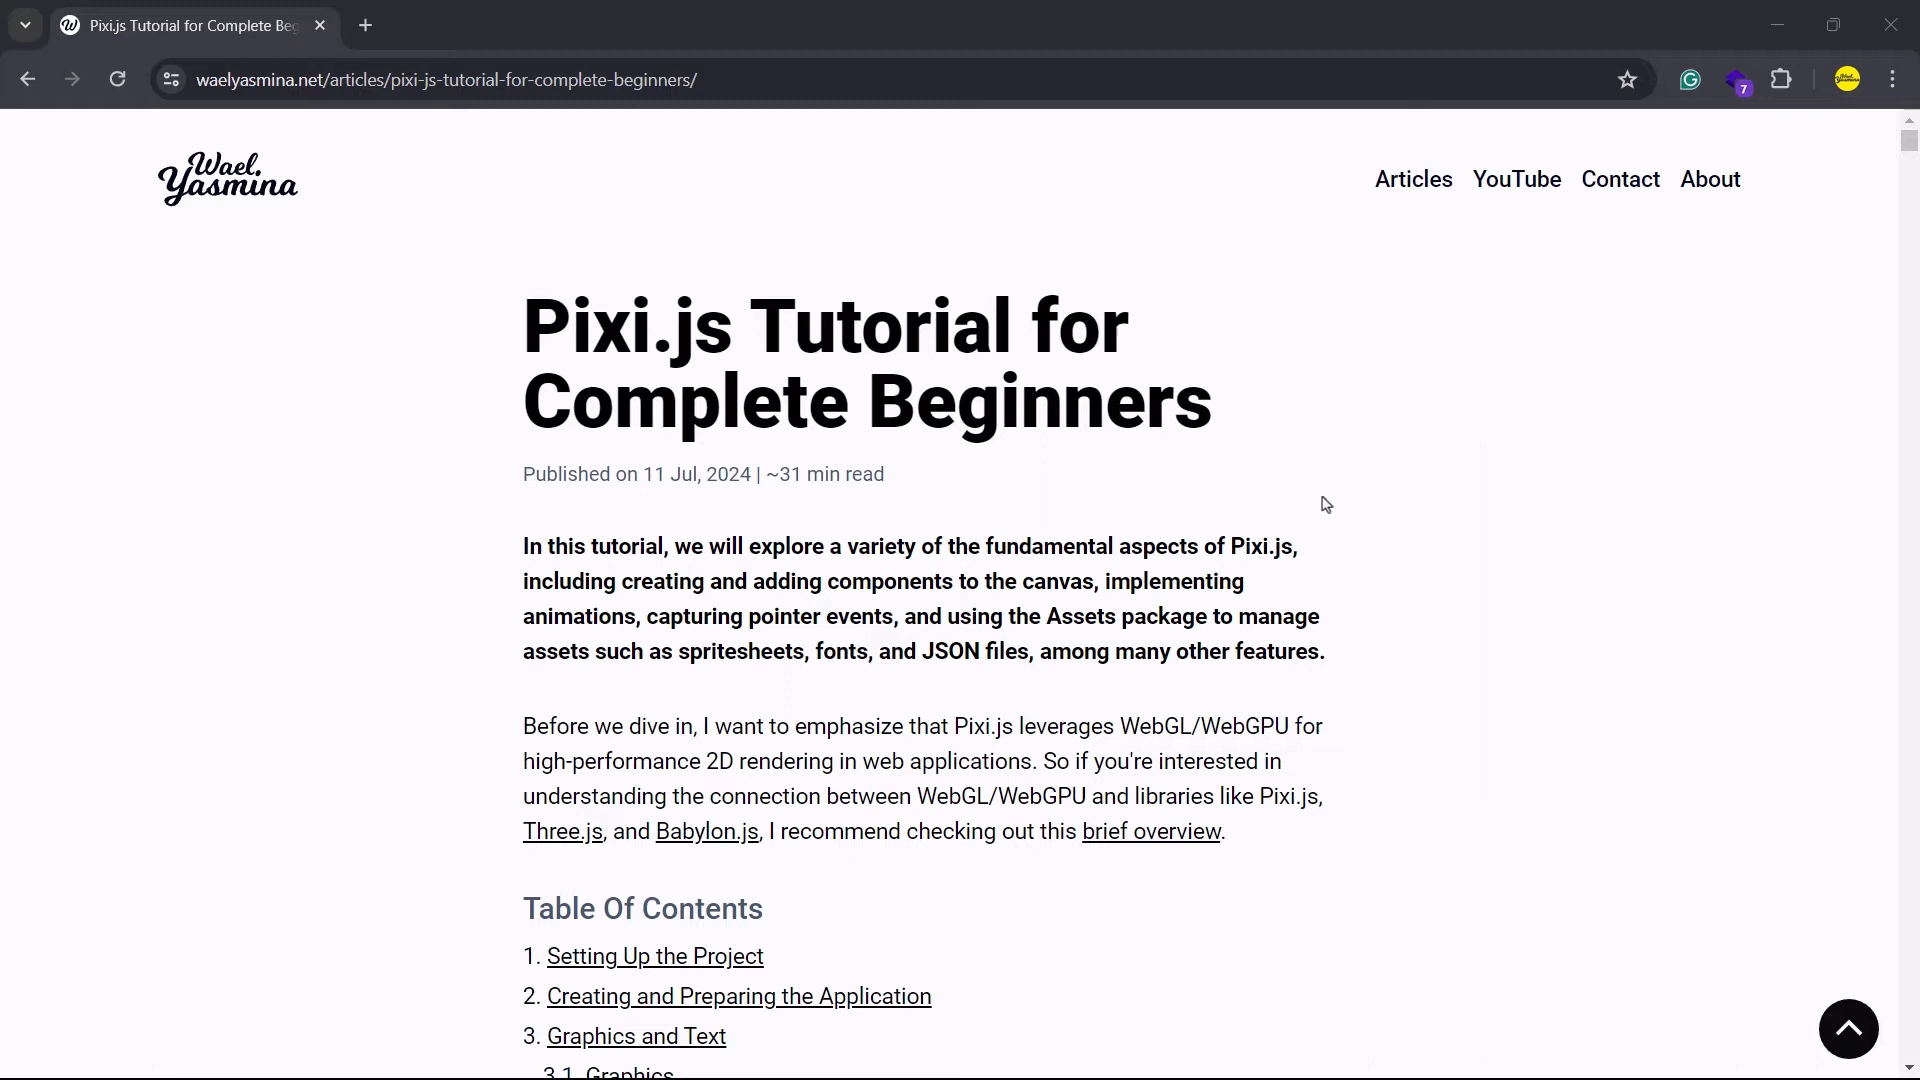 Pixi.js Tutorial for Complete Beg
waelyasmina.net/articles/pixi-js-tutorial-for-complete-beginners/
7
Wael.
Yasmina
Articles YouTube Contact About
Pixi.js Tutorial for
Complete Beginners
Published on 11 Jul, 2024 | ~31 min read
In this tutorial, we will explore a variety of the fundamental aspects of Pixi.js,
including creating and adding components to the canvas, implementing
animations, capturing pointer events, and using the Assets package to manage
assets such as spritesheets, fonts, and JSON files, among many other features.
Before we dive in, I want to emphasize that Pixi.js leverages WebGL/WebGPU for
high-performance 2D rendering in web applications. So if you're interested in
understanding the connection between WebGL/WebGPU and libraries like Pixi.js,
Three.js, and Babylon.js, I recommend checking out this brief overview.
Table Of Contents
1. Setting Up the Project
2. Creating and Preparing the Application
3. Graphics and Text
3.1. Graphics